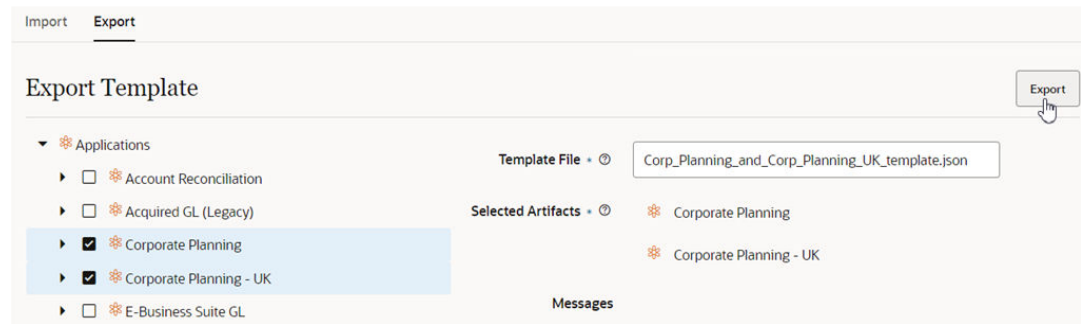 Import Export
Export Template
Export
Applications
Account Reconciliation
Acquired GL (Legacy)
Corporate Planning
Corporate Planning - UK
E-Business Suite GL
Template File
Corp_Planning_and_Corp_Planning_UK_template.json
Selected Artifacts
Corporate Planning
Corporate Planning - UK
Messages